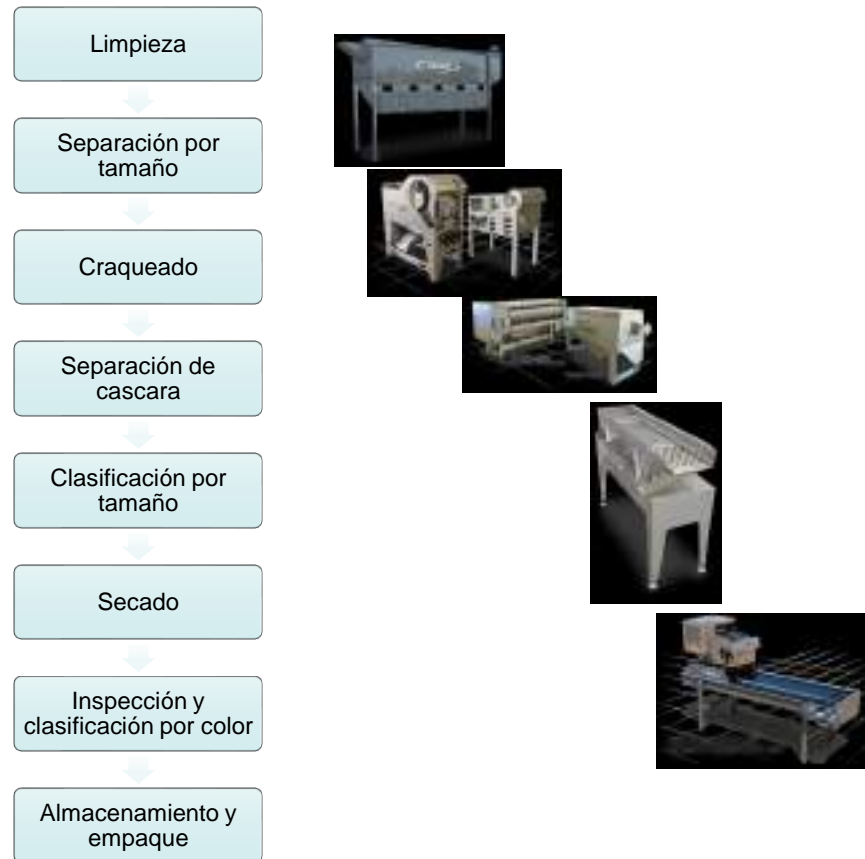 Limpieza
Separación por
tamaño
Craqueado
Separación de
cascara
Clasificación por
tamaño
Secado
Inspección y
clasificación por color
Almacenamiento y
empaque